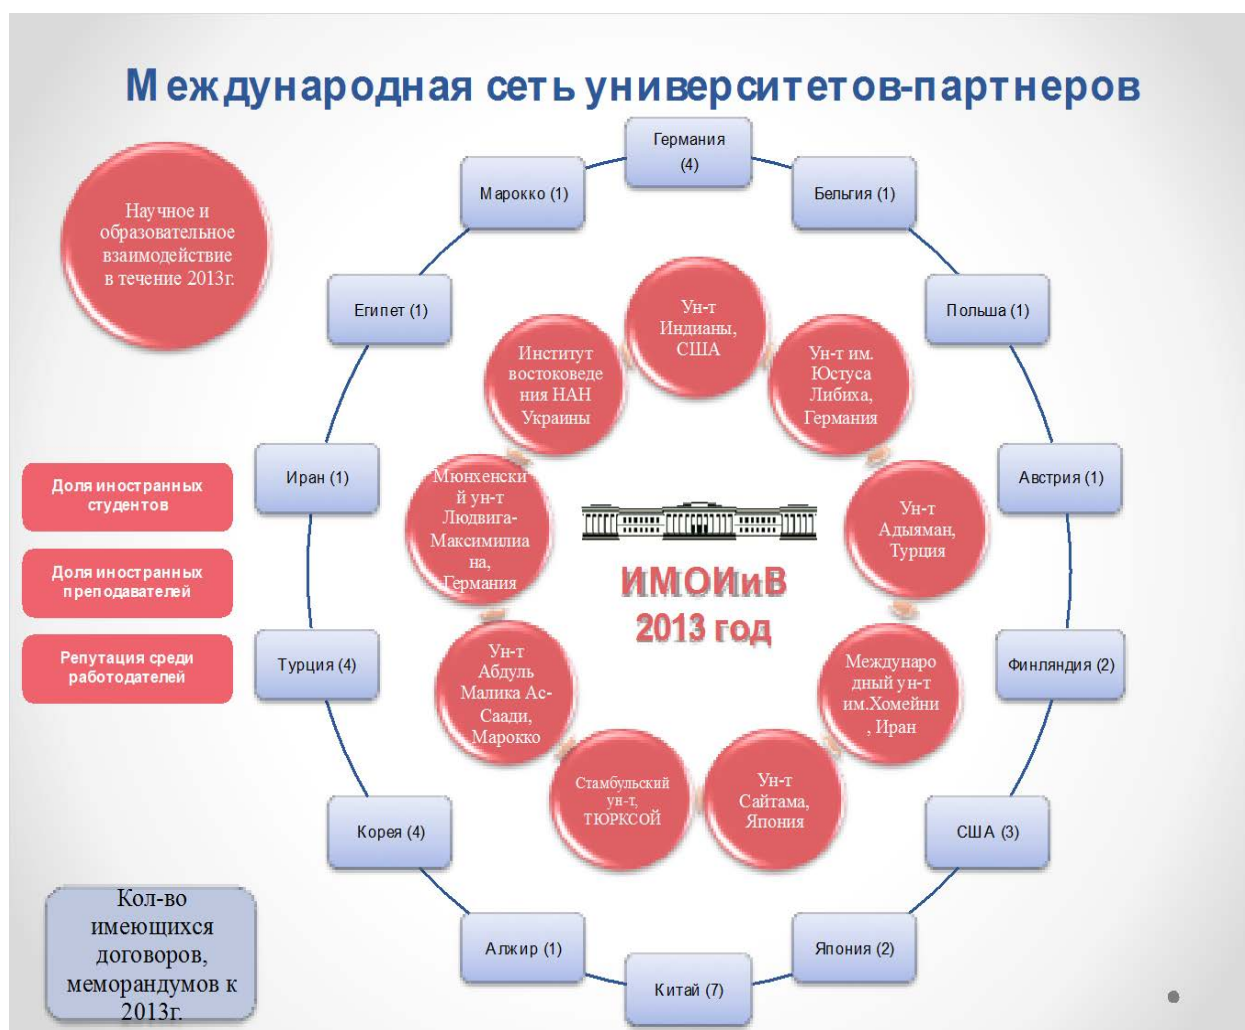 Международная сеть университетов-партнеров
Научное и
образовательное
взаимодействие
в течение 2013г.
Германия
(4)
Бельгия (1)
Польша (1)
Австрия (1)
Финляндия (2)
США (3)
Япония (2)
Китай (7)
Алжир (1)
Корея (4)
Турция (4)
Иран (1)
Египет (1)
Марокко (1)
Ун-т
Индианы,
США
Ун-т им.
Юстуса
Либиха,
Германия
Ун-т
Адыяман,
Турция
Междунаро
дный ун-т
им.Хомейни
, Иран
Ун-т
Сайтама,
Япония
Стамбульский
ун-т,
ТЮРКСОЙ
Ун-т
Абдуль
Малика Ас-
Саади,
Марокко
Мюнхенски
й ун-т
Людвига-
Максимилиа
на,
Германия
Институт
востоковеде
ния НАН
Украины
ИМОИиВ
2013 год
Доля иностранных
студентов
Доля иностранных
преподавателей
Репутация среди
работодателей
Кол-во
имеющихся
договоров,
меморандумов к
2013г.